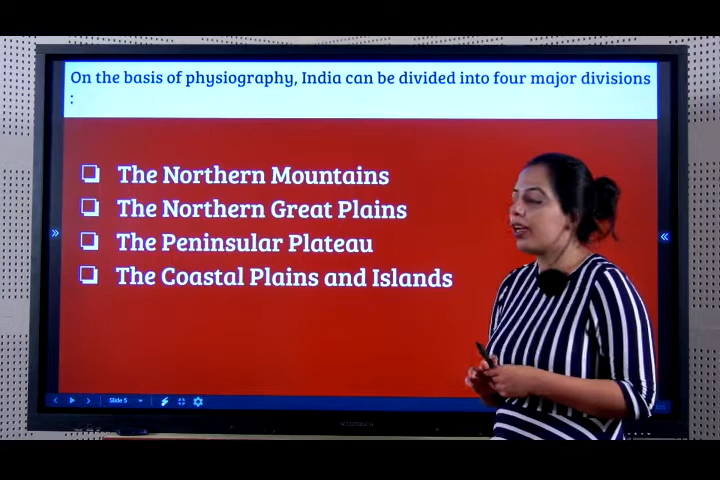 On the basis of physiography, India can be divided into four major divisions
:
The Northern Mountains
The Northern Great Plains
The Peninsular Plateau
The Coastal Plains and Islands
Slide 5